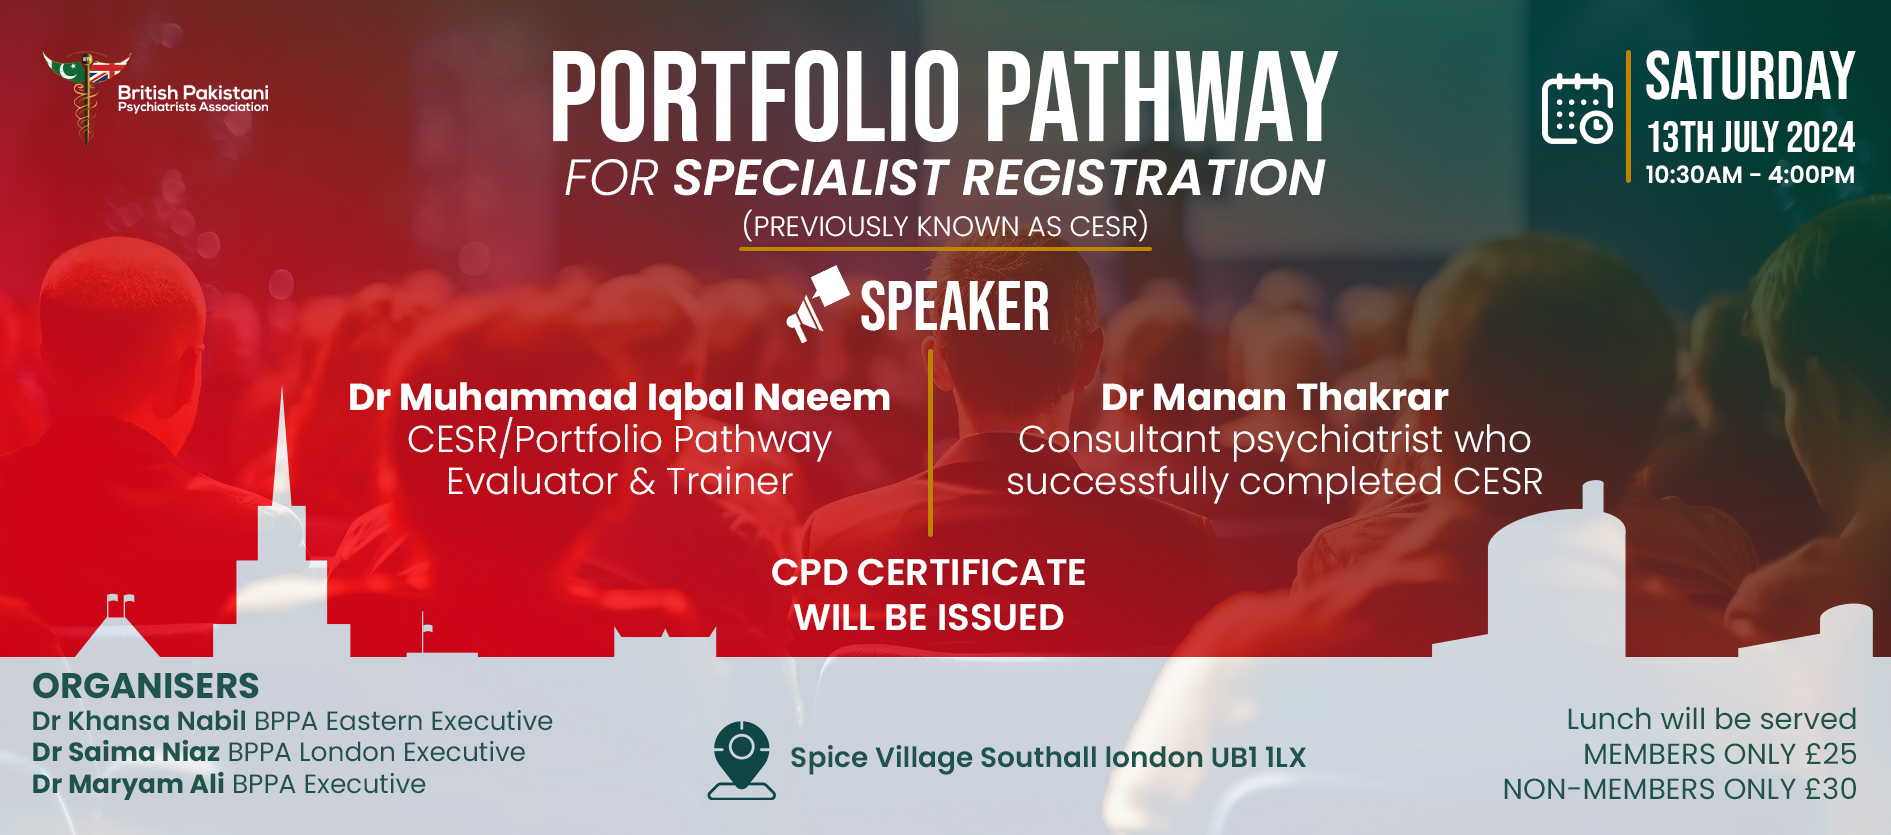 British Pakistani
Psychiatrists Association
PORTFOLIO PATHWAY
FOR SPECIALIST REGISTRATION
(PREVIOUSLY KNOWN AS CESR)
SATURDAY
13TH JULY 2024
10:30AM - 4:00PM
SPEAKER
Dr Muhammad Iqbal Naeem
CESR/Portfolio Pathway
Evaluator & Trainer
Dr Manan Thakrar
Consultant psychiatrist who
successfully completed CESR
CPD CERTIFICATE
WILL BE ISSUED
ORGANISERS
Dr Khansa Nabil BPPA Eastern Executive
Dr Saima Niaz BPPA London Executive
Dr Maryam Ali BPPA Executive
Spice Village Southall london UB1 1LX
Lunch will be served
MEMBERS ONLY £25
NON-MEMBERS ONLY £30